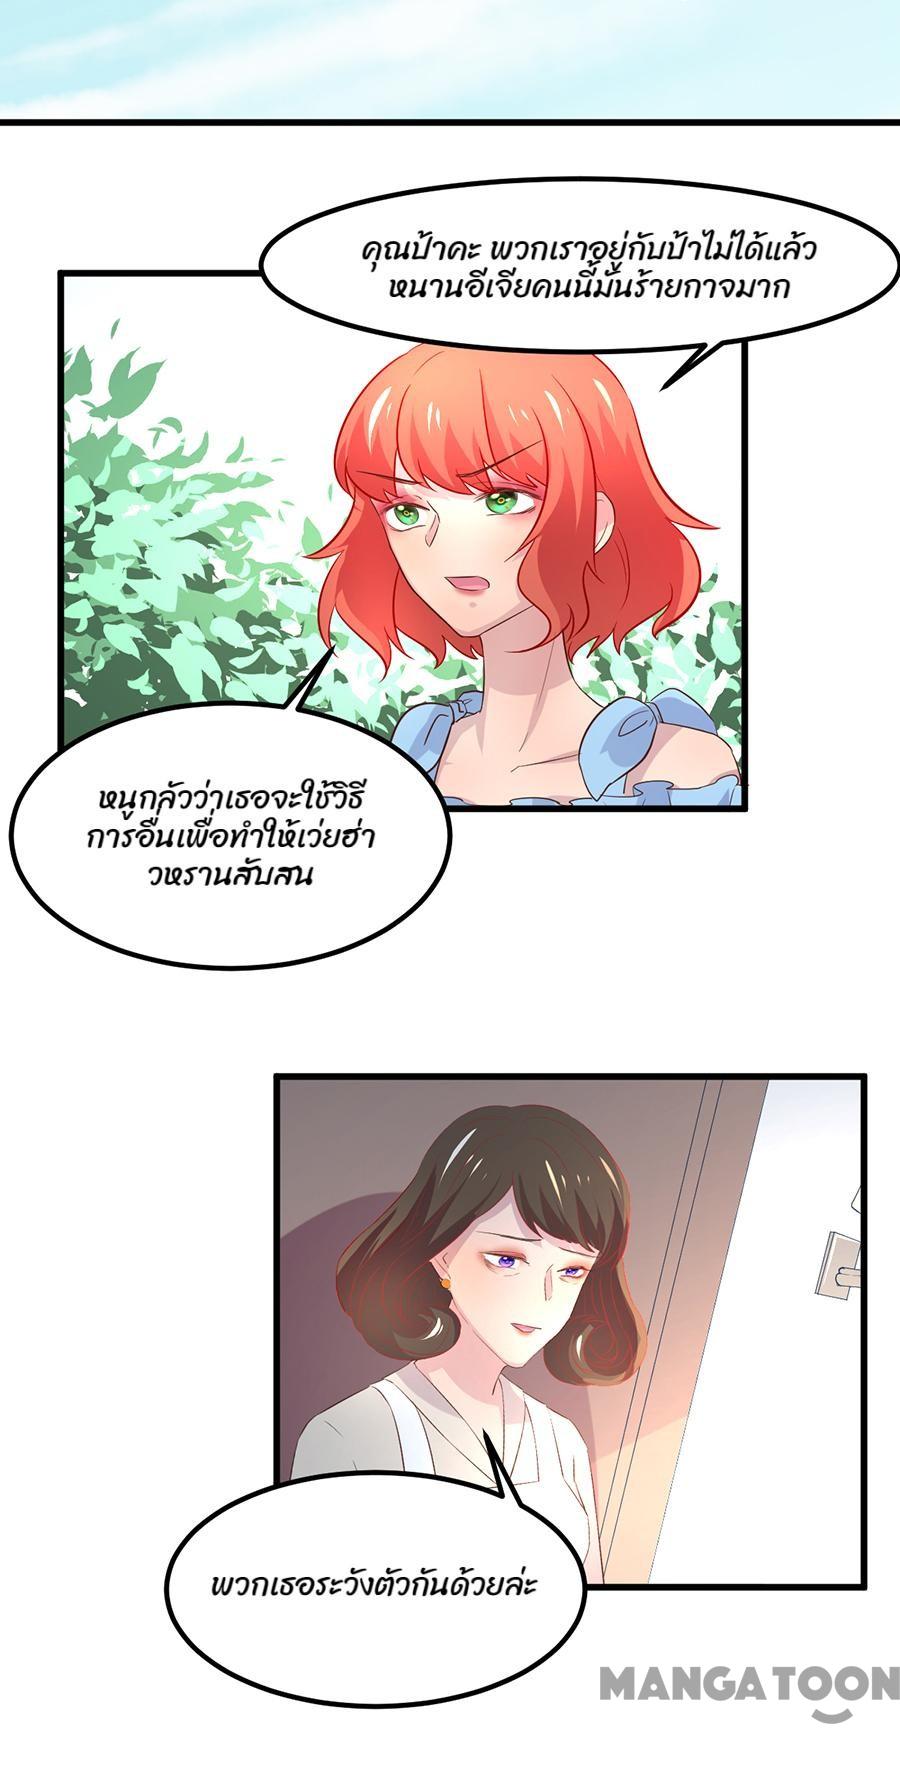 คุณป้าคะ พวกเราอยู่กับป้าไม่ได้แล้ว
หนานอีเจียคนนี้มันร้ายกาจมาก
หนูกลัวว่าเธอจะใช้วิธี
การอื่นเพื่อทำให้เว่ยฮ่า
วหรานสับสน
พวกเธอระวังตัวกันด้วยล่ะ
MANGATOON